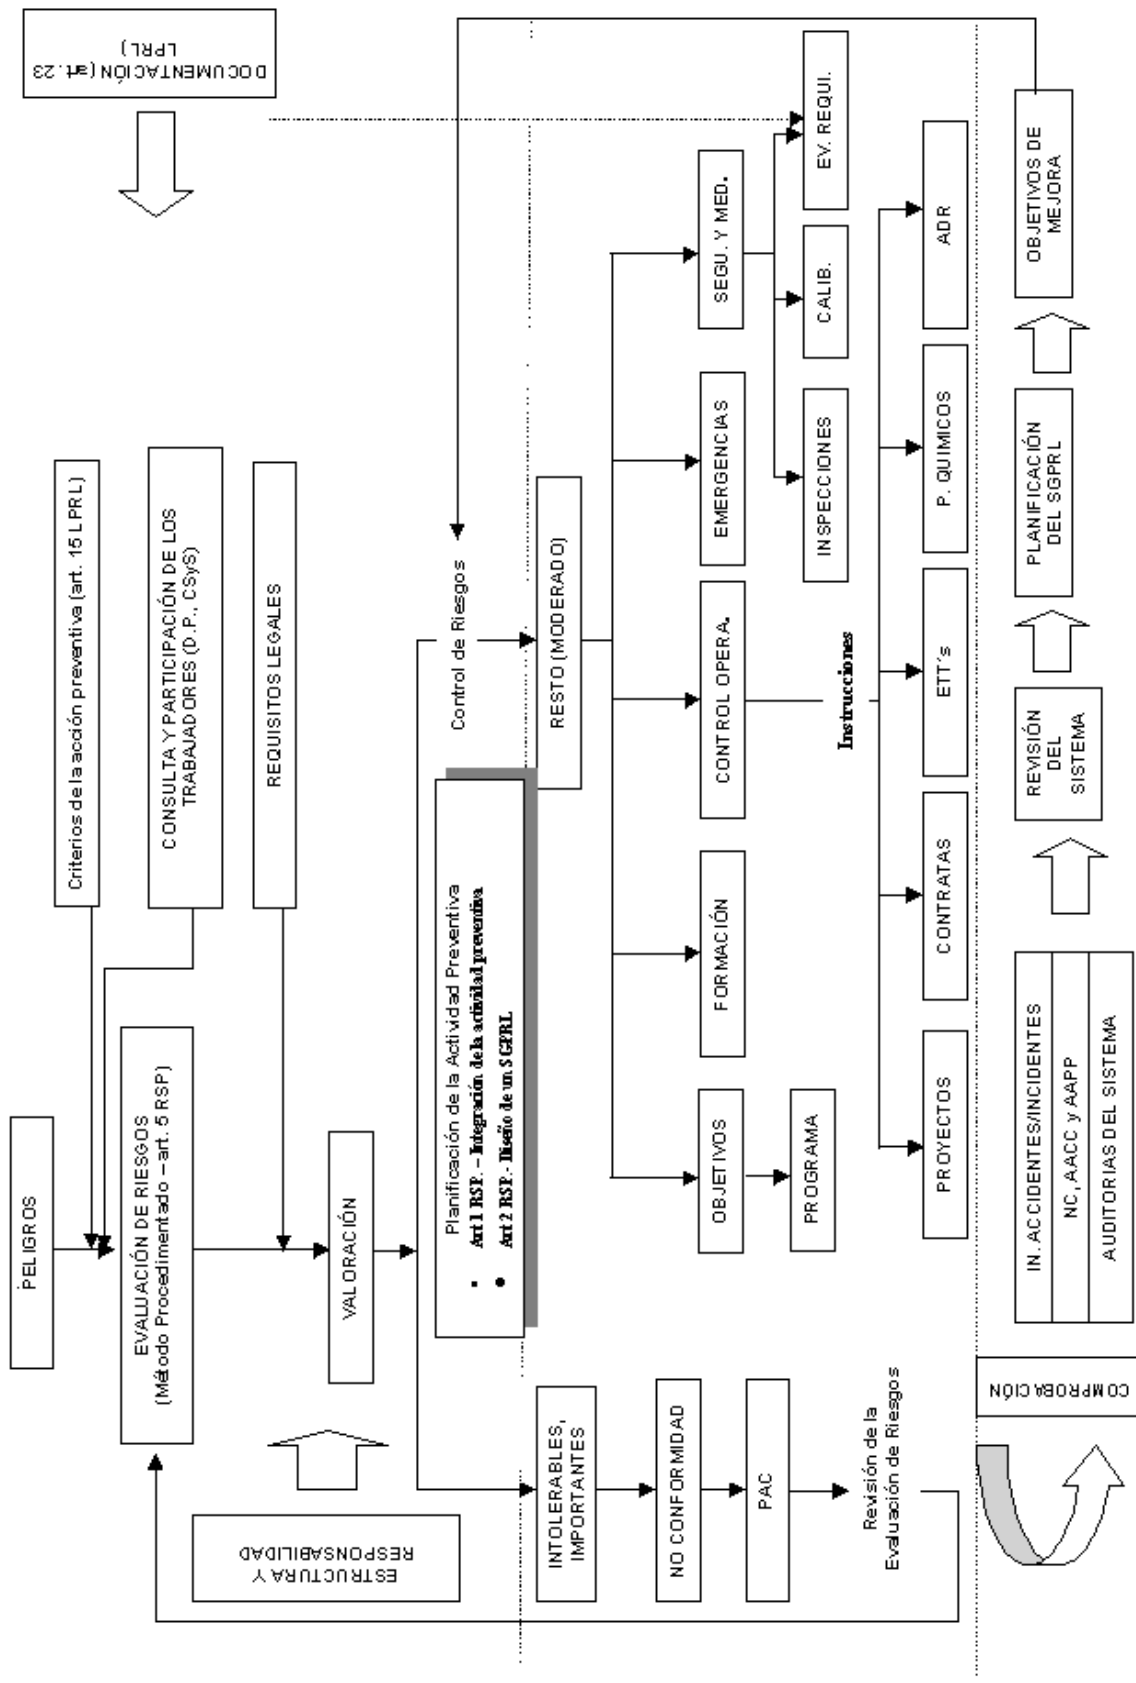 PELIGROS
Criterios de la acción preventiva (art. 15 LPRL)
DOCUMENTACIÓN (art. 23
LPRL)
EVALUACIÓN DE RIESGOS
(Método Procedimentado – art. 5 RSP)
CONSULTA Y PARTICIPACIÓN DE LOS
TRABAJADORES (D.P., CSyS)
ESTRUCTURA Y
RESPONSABILIDAD
REQUISITOS LEGALES
VALORACIÓN
Planificación de la Actividad Preventiva
▪ Art 1 RSP. – Integración de la actividad preventiva
• Art 2 RSP.- Diseño de un SGPRL
Control de Riesgos
INTOLERABLES,
IMPORTANTES
RESTO (MODERADO)
NO CONFORMIDAD
OBJETIVOS
FORMACIÓN
CONTROL OPERA.
EMERGENCIAS
SEGU. Y MED.
PAC
PROGRAMA
INSPECCIONES
CALIB.
EV. REQUI.
Instrucciones
Revisión de la
Evaluación de Riesgos
PROYECTOS
CONTRATAS
ETT´s
P. QUIMICOS
ADR
COMPROBACIÓN
IN. ACCIDENTES/INCIDENTES
NC, AACC y AAPP
AUDITORIAS DEL SISTEMA
REVISIÓN
DEL
SISTEMA
PLANIFICACIÓN
DEL SGPRL
OBJETIVOS DE
MEJORA